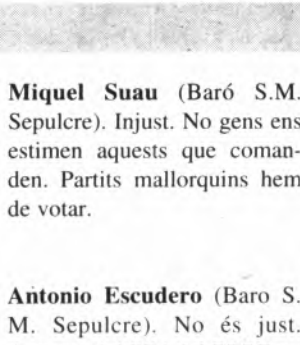 Miquel Suau (Baró S.M.
Sepulcre). Injust. No gens ens
estimen aquests que coman-
den. Partits mallorquins hem
de votar.
Antonio Escudero (Baro S.
M. Sepulcre). No és just.